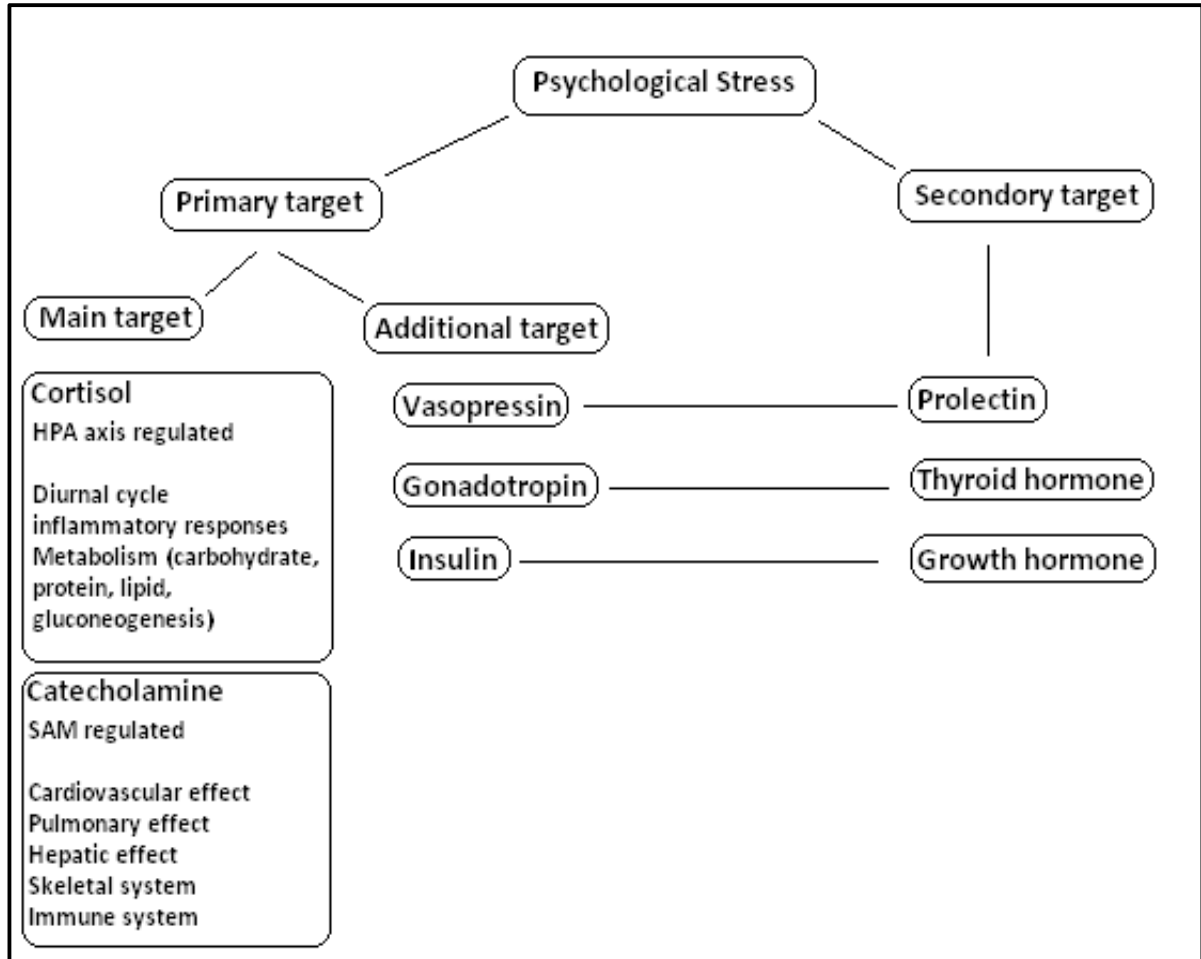 Psychological Stress
Primary target
Secondory target
Main target
Additional target
Cortisol
HPA axis regulated
Diurnal cycle
inflammatory responses
Metabolism (carbohydrate,
protein, lipid,
gluconeogenesis)
Catecholamine
SAM regulated
Cardiovascular effect
Pulmonary effect
Hepatic effect
Skeletal system
Immune system
Vasopressin
Prolectin
Gonadotropin
Thyroid hormone
Insulin
Growth hormone